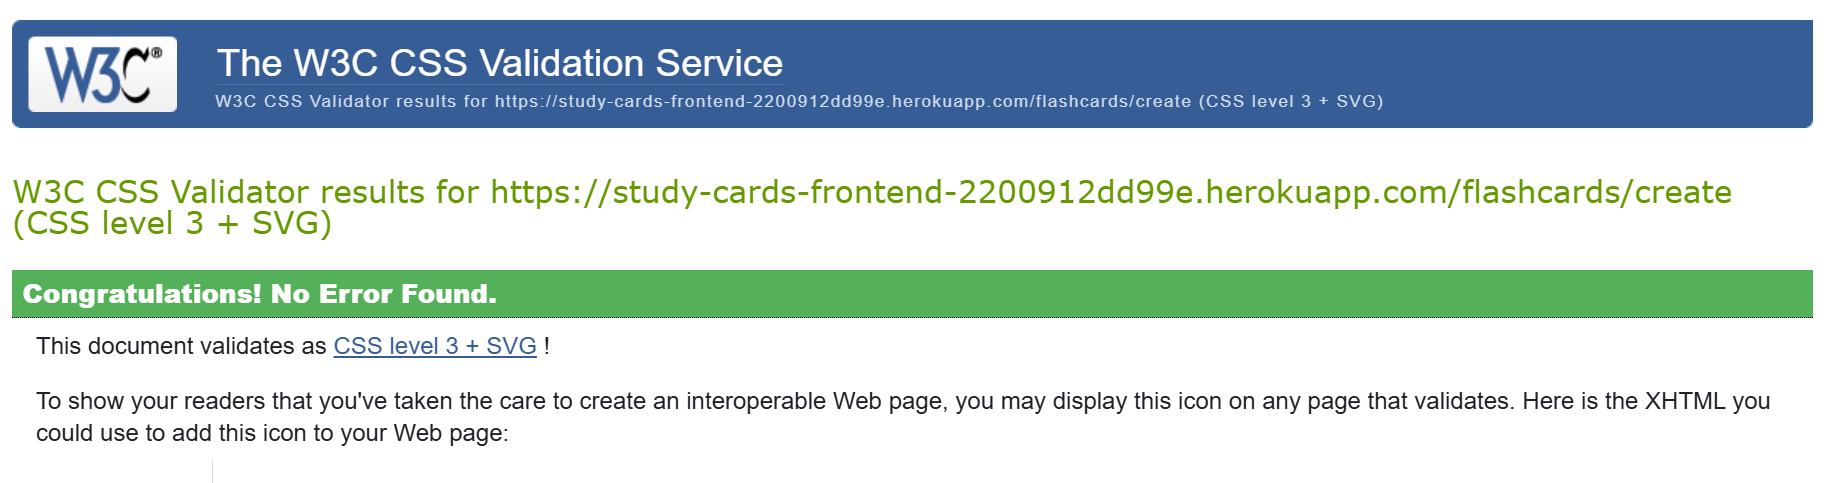 W3C®
The W3C CSS Validation Service
W3C CSS Validator results for https://study-cards-frontend-2200912dd99e.herokuapp.com/flashcards/create (CSS level 3 + SVG)
W3C CSS Validator results for https://study-cards-frontend-2200912dd99e.herokuapp.com/flashcards/create
(CSS level 3 + SVG)
Congratulations! No Error Found.
This document validates as CSS level 3 + SVG !
To show your readers that you've taken the care to create an interoperable Web page, you may display this icon on any page that validates. Here is the XHTML you
could use to add this icon to your Web page: